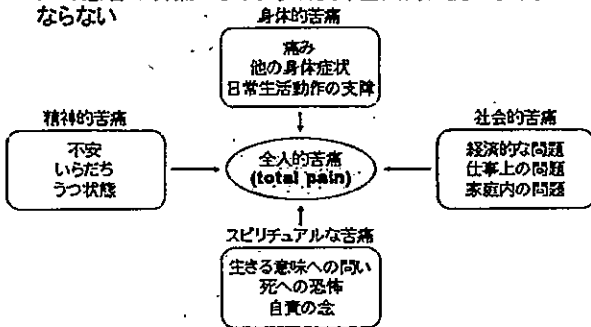 ならない
身体的苦痛
痛み
他の身体症状
日常生活動作の支障
精神的苦痛
不安
いらだち
うつ状態
全人的苦痛
(total pain)
社会的苦痛
経済的な問題
仕事上の問題
家庭内の問題
スピリチュアルな苦痛
生きる意味への問い
死への恐怖
自責の念